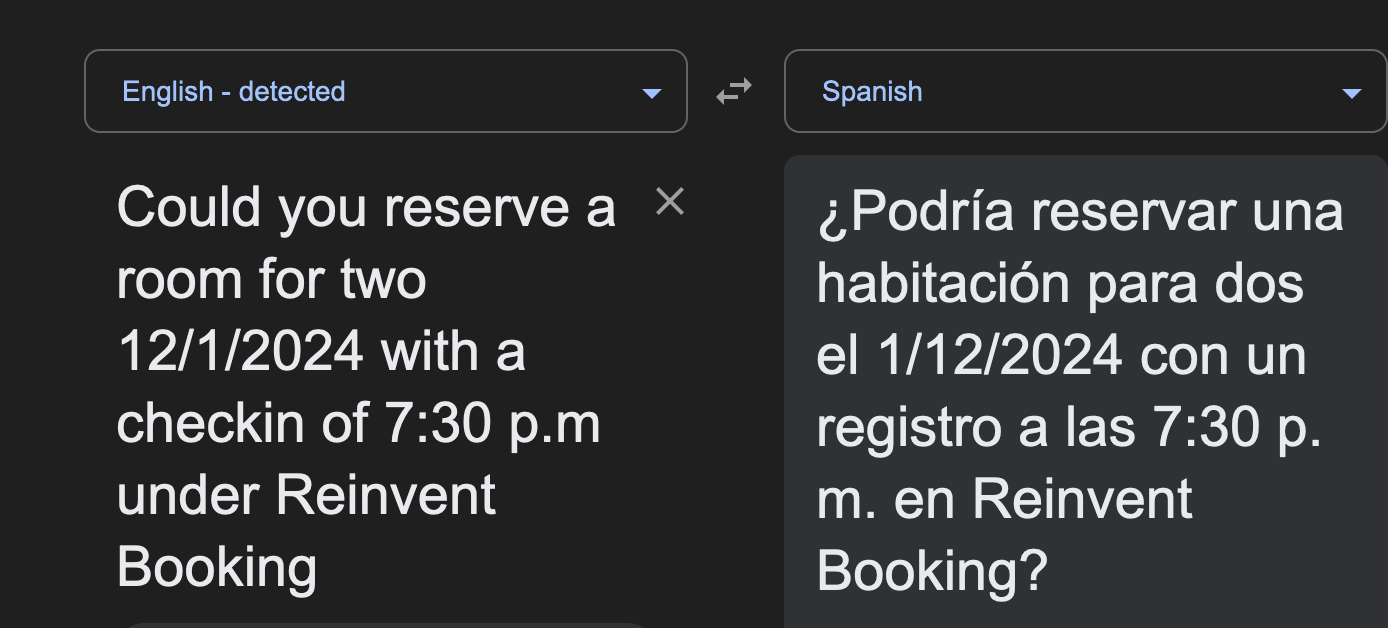 English - detected
Spanish
Could you reserve a
room for two
12/1/2024 with a
checkin of 7:30 p.m
under Reinvent
Booking
¿Podría reservar una
habitación para dos
el 1/12/2024 con un
registro a las 7:30 p.
m. en Reinvent
Booking?